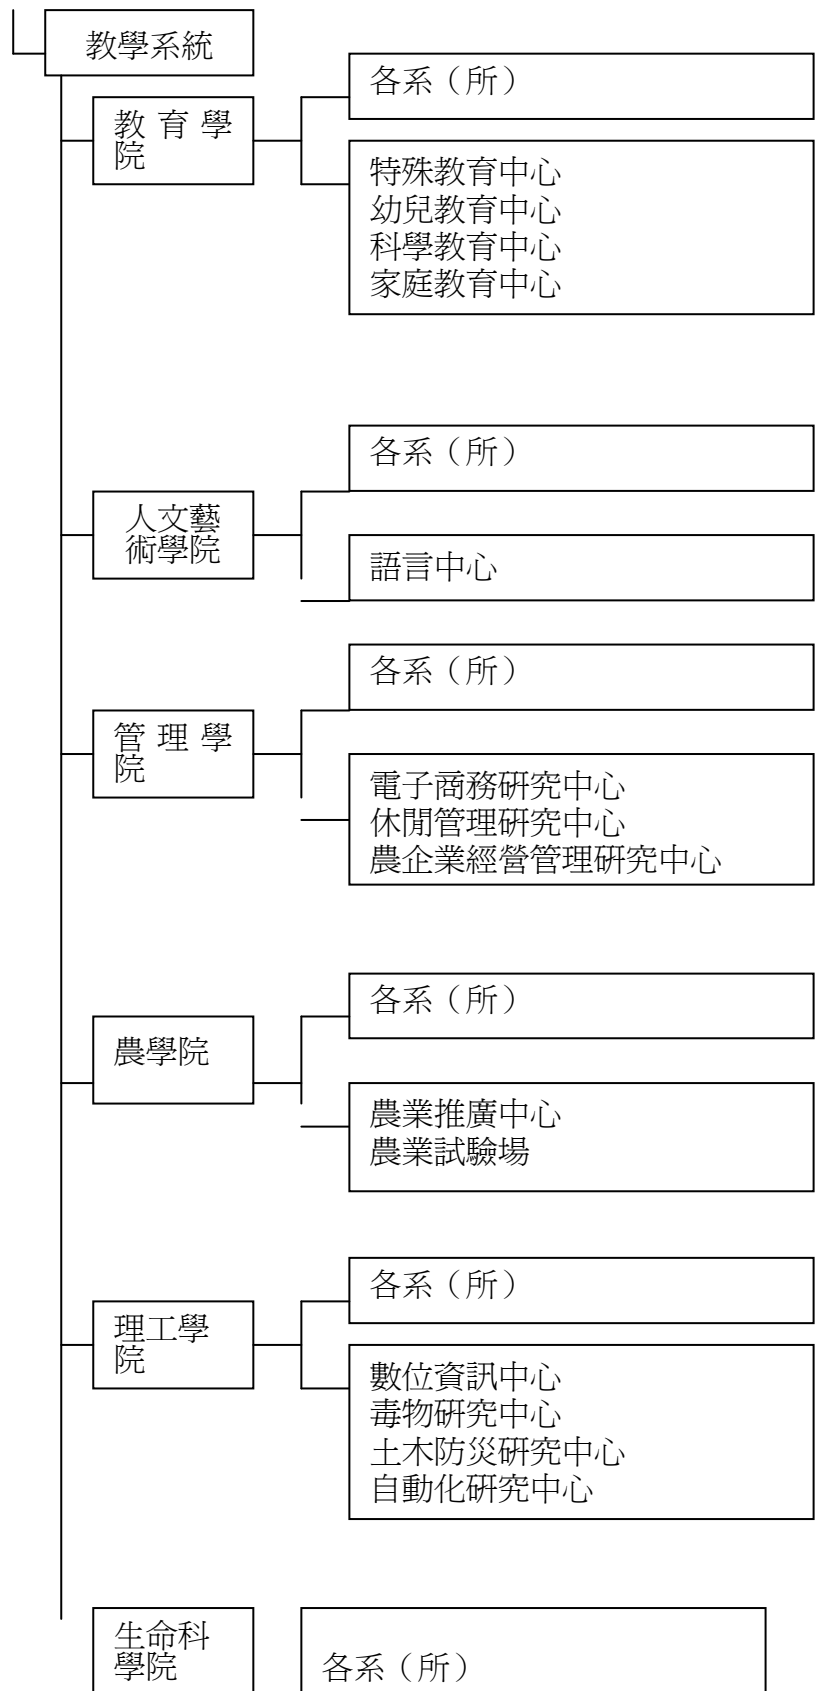 教學系統
各系（所）
教 育 學
院
特殊教育中心
幼兒教育中心
科學教育中心
家庭教育中心
各系（所）
人文藝
術學院
語言中心
各系（所）
管 理 學
院
電子商務研究中心
休閒管理研究中心
農企業經營管理研究中心
各系（所）
農學院
農業推廣中心
農業試驗場
各系（所）
理工學
院
數位資訊中心
毒物研究中心
土木防災研究中心
自動化研究中心
生命科
學院
各系（所）